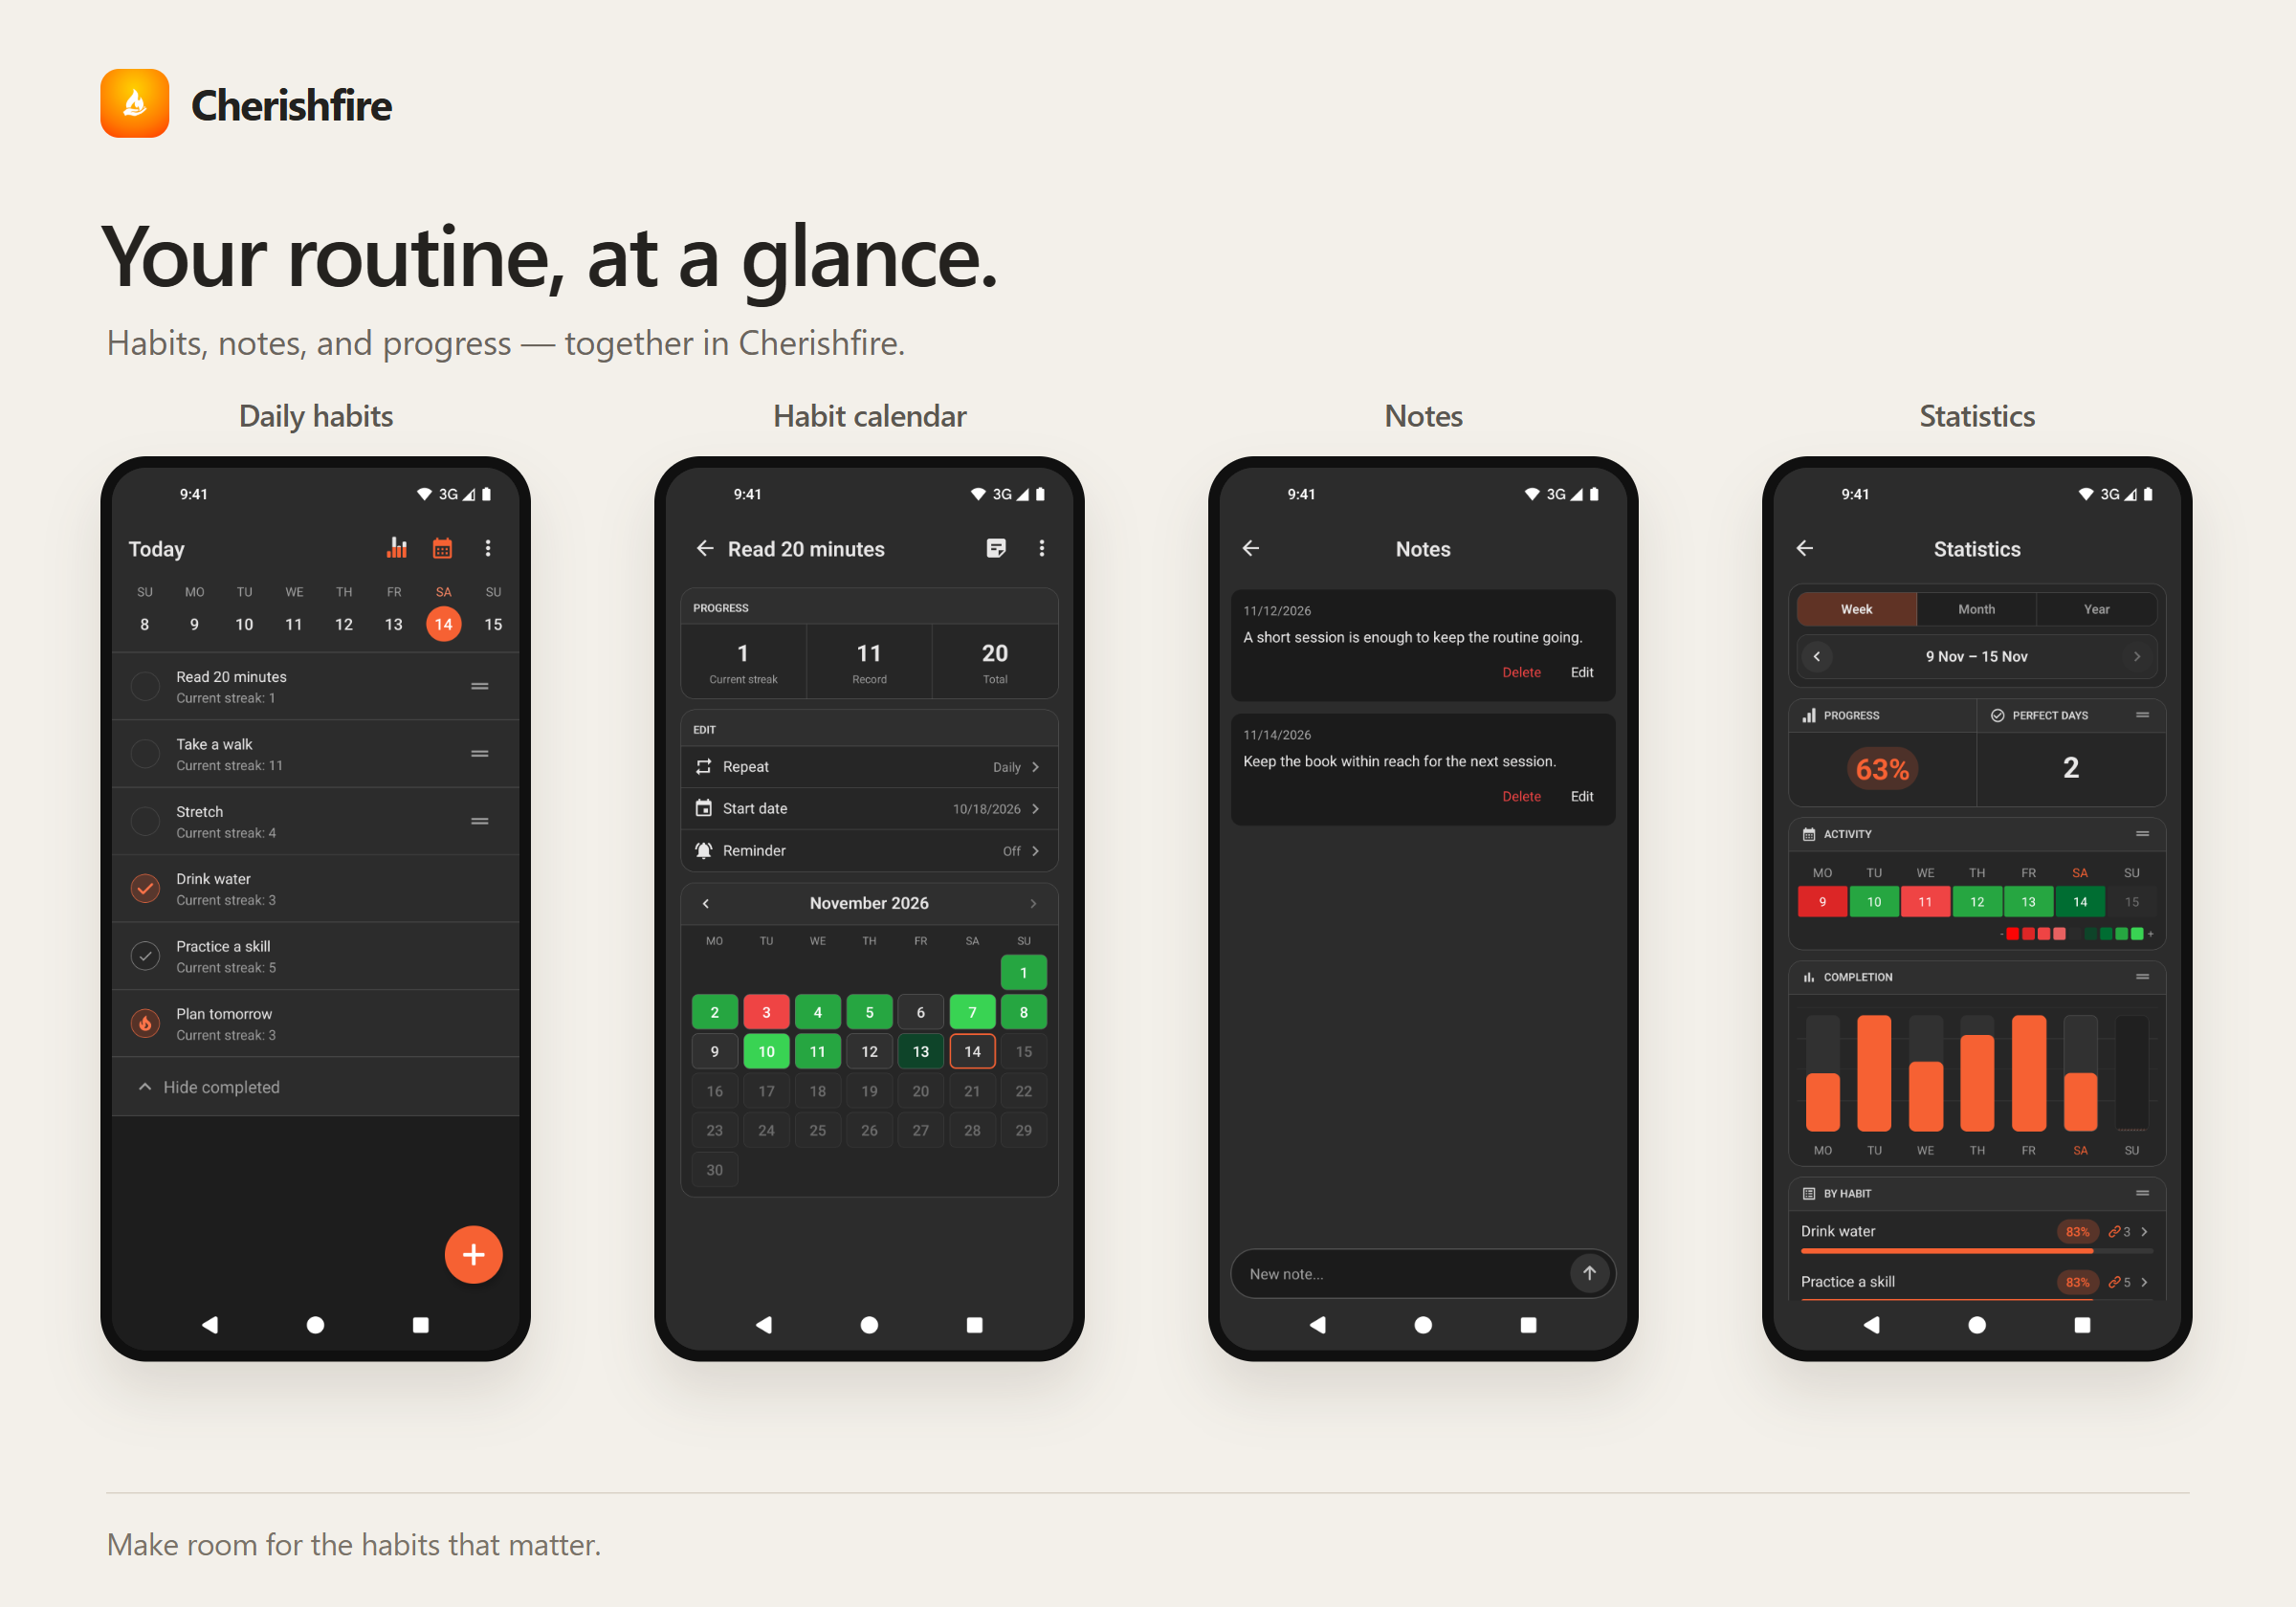 Cherishfire
Your routine, at a glance.
Habits, notes, and progress — together in Cherishfire.
Daily habits
9:41 3G
Today
SU MO TU WE TH FR SA SU
8 9 10 11 12 13 14 15
Read 20 minutes
Current streak: 1
Take a walk
Current streak: 11
Stretch
Current streak: 4
Drink water
Current streak: 3
Practice a skill
Current streak: 5
Plan tomorrow
Current streak: 3
Hide completed
Habit calendar
9:41 3G
Read 20 minutes
PROGRESS
1 11 20
Current streak Record Total
EDIT
Repeat Daily
Start date 10/18/2026
Reminder Off
November 2026
MO TU WE TH FR SA SU
1
2 3 4 5 6 7 8
9 10 11 12 13 14 15
16 17 18 19 20 21 22
23 24 25 26 27 28 29
30
Notes
9:41 3G
Notes
11/12/2026
A short session is enough to keep the routine going.
Delete Edit
11/14/2026
Keep the book within reach for the next session.
Delete Edit
New note...
Statistics
9:41 3G
Statistics
Week Month Year
9 Nov – 15 Nov
PROGRESS PERFECT DAYS
63% 2
ACTIVITY
MO TU WE TH FR SA SU
9 10 11 12 13 14 15
- +
COMPLETION
MO TU WE TH FR SA SU
BY HABIT
Drink water 83% 3
Practice a skill 83% 5
Make room for the habits that matter.